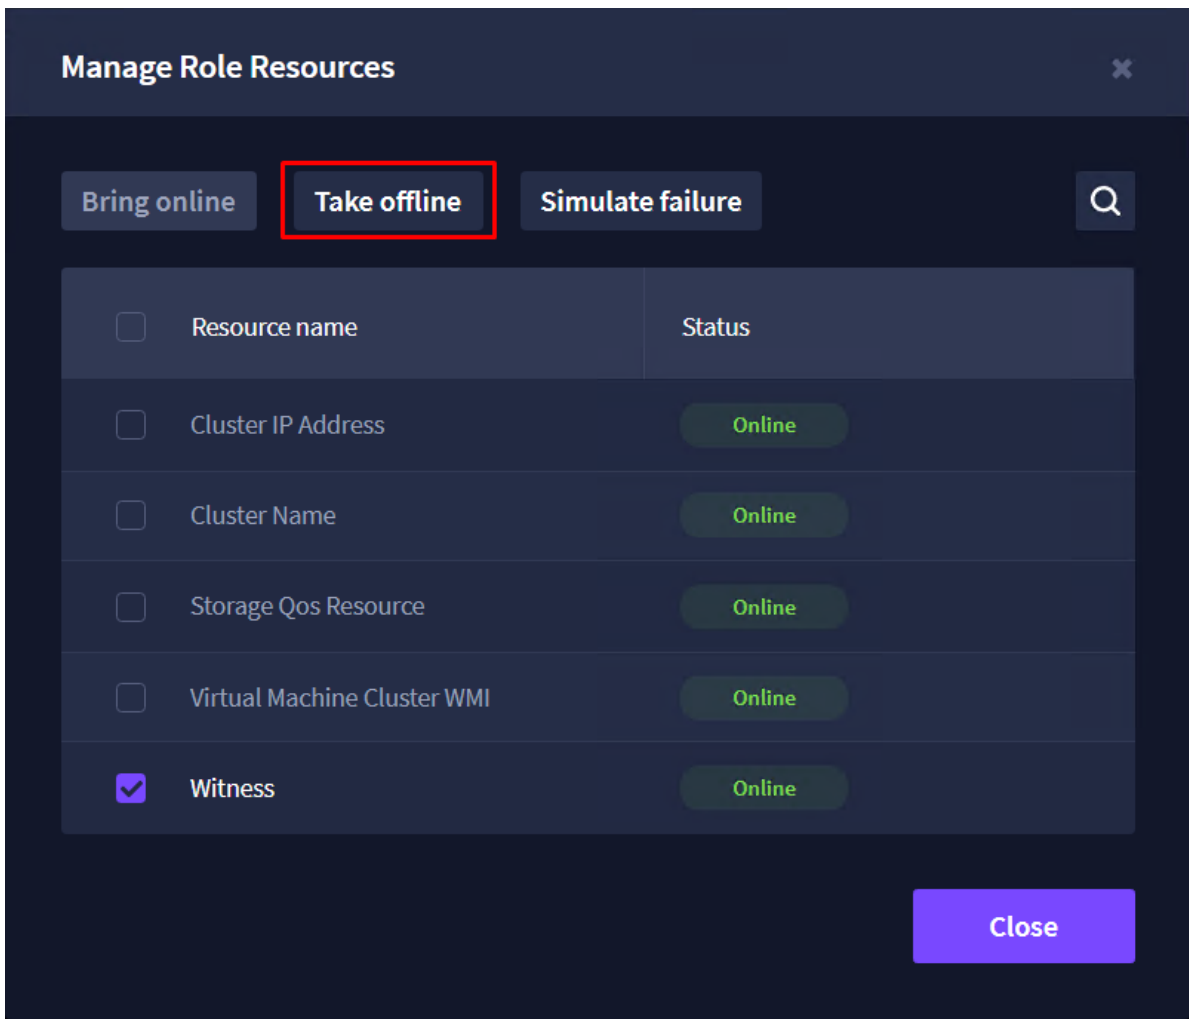 Manage Role Resources
Bring online Take offline Simulate failure
Resource name Status
Cluster IP Address Online
Cluster Name Online
Storage Qos Resource Online
Virtual Machine Cluster WMI Online
Witness Online
Close